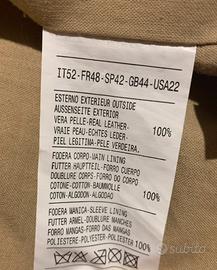 IT52-FR48-SP42-GB44-USA22
ESTERNO EXTERIEUR OUTSIDE
AUSSENSEITE EXTERIOR
VERA PELLE-REAL LEATHER-
VRAIE PEAU-ECHTES LEDER-
PIEL LEGITIMA-PELE VERDEIRA.
100%
FODERA CORPO-MAIN LINING
FUTTER HAUPTTEIL-FORRO CUERPO
DOUBLURE CORPS-FORRO DO CORPO
COTONE-COTTON-BAUMWOLLE
COTON-ALGODON-ALGODAO
100%
FODERA MANICA-SLEEVE LINING
FUTTER ARMEL-DOUBLURE MANCHES
FORRO MANGAS-FORRO DAS MANGAS
POLIESTERE-POLYESTER-POLYESTER
POLYESTER-POLIESTER
100%
subito